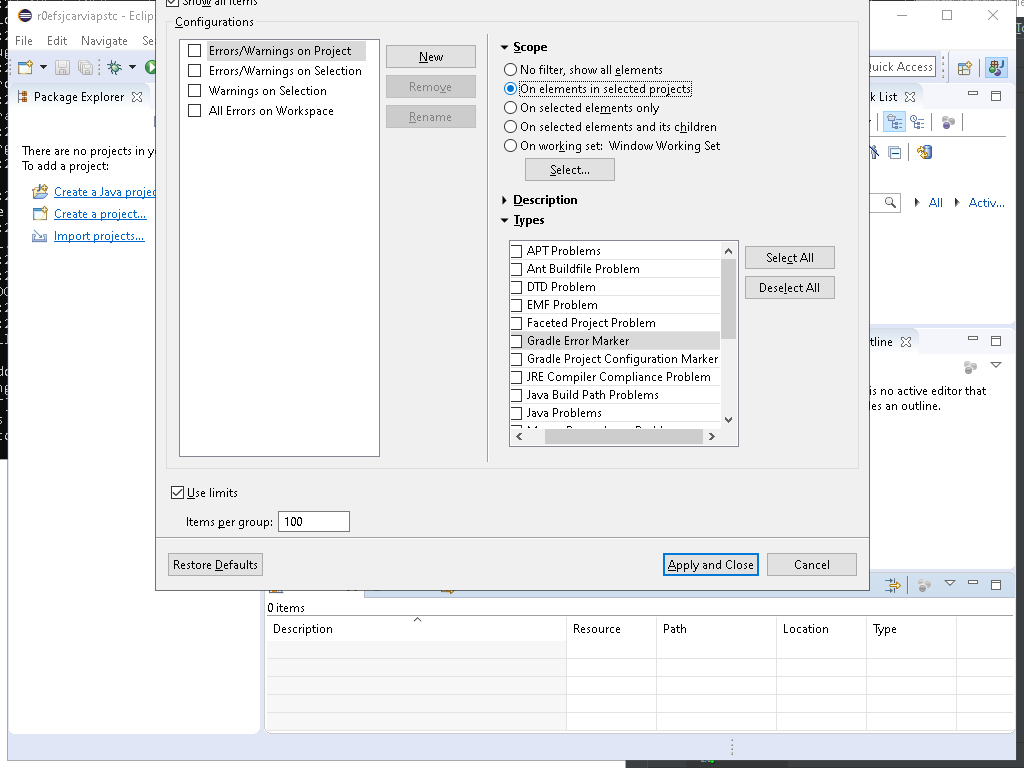 r0efsjcarviapstc - Eclip
File Edit Navigate Se
Package Explorer
There are no projects in y
To add a project:
Create a Java projec
Create a project...
Import projects...
Show all items
Configurations
Errors/Warnings on Project
Errors/Warnings on Selection
Warnings on Selection
All Errors on Workspace
New
Remove
Rename
Scope
No filter, show all elements
On elements in selected projects
On selected elements only
On selected elements and its children
On working set: Window Working Set
Select...
Description
Types
APT Problems
Ant Buildfile Problem
DTD Problem
EMF Problem
Faceted Project Problem
Gradle Error Marker
Gradle Project Configuration Marker
JRE Compiler Compliance Problem
Java Build Path Problems
Java Problems
Select All
Deselect All
Use limits
Items per group: 100
Restore Defaults
Apply and Close
Cancel
Quick Access
k List
All Activ...
tline
is no active editor that
des an outline.
0 items
Description Resource Path Location Type